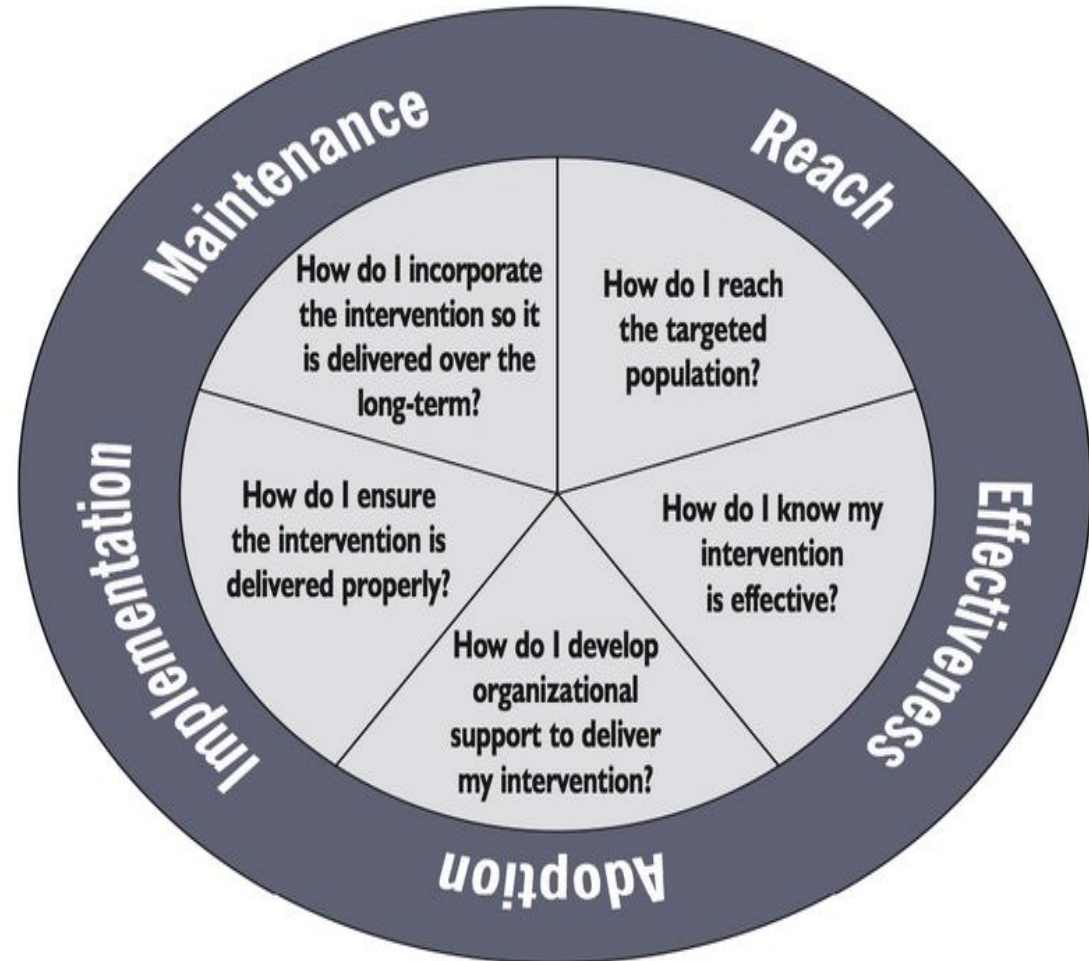 Reach
How do I reach
the targeted
population?
Effectiveness
How do I know my
intervention
is effective?
Adoption
How do I develop
organizational
support to deliver
my intervention?
Implementation
How do I ensure
the intervention is
delivered properly?
Maintenance
How do I incorporate
the intervention so it
is delivered over the
long-term?